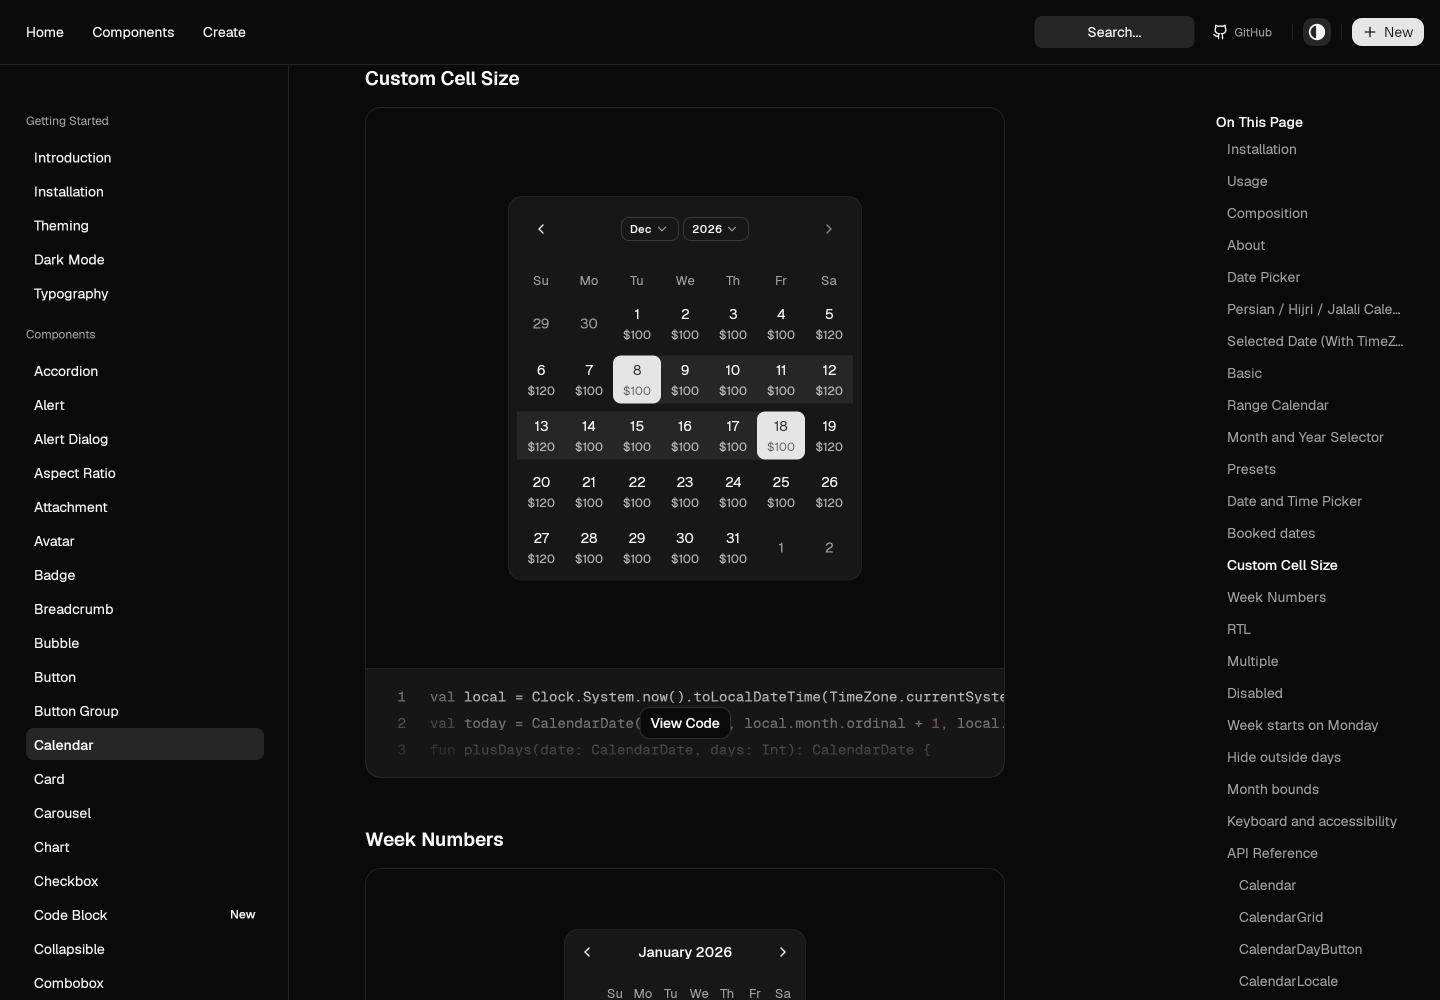 Home
Components
Create
Search...
GitHub
New
Getting Started
Introduction
Installation
Theming
Dark Mode
Typography
Components
Accordion
Alert
Alert Dialog
Aspect Ratio
Attachment
Avatar
Badge
Breadcrumb
Bubble
Button
Button Group
Calendar
Card
Carousel
Chart
Checkbox
Code Block New
Collapsible
Combobox
Custom Cell Size
Dec 2026
Su Mo Tu We Th Fr Sa
29 30 1 2 3 4 5
$100 $100 $100 $100 $120
6 7 8 9 10 11 12
$120 $100 $100 $100 $100 $100 $120
13 14 15 16 17 18 19
$120 $100 $100 $100 $100 $100 $120
20 21 22 23 24 25 26
$120 $100 $100 $100 $100 $100 $120
27 28 29 30 31 1 2
$120 $100 $100 $100 $100
1 val local = Clock.System.now().toLocalDateTime(TimeZone.currentSyste
2 val today = CalendarDate( , local.month.ordinal + 1, local.
View Code
3 fun plusDays(date: CalendarDate, days: Int): CalendarDate {
Week Numbers
January 2026
Su Mo Tu We Th Fr Sa
On This Page
Installation
Usage
Composition
About
Date Picker
Persian / Hijri / Jalali Cale...
Selected Date (With TimeZ...
Basic
Range Calendar
Month and Year Selector
Presets
Date and Time Picker
Booked dates
Custom Cell Size
Week Numbers
RTL
Multiple
Disabled
Week starts on Monday
Hide outside days
Month bounds
Keyboard and accessibility
API Reference
Calendar
CalendarGrid
CalendarDayButton
CalendarLocale